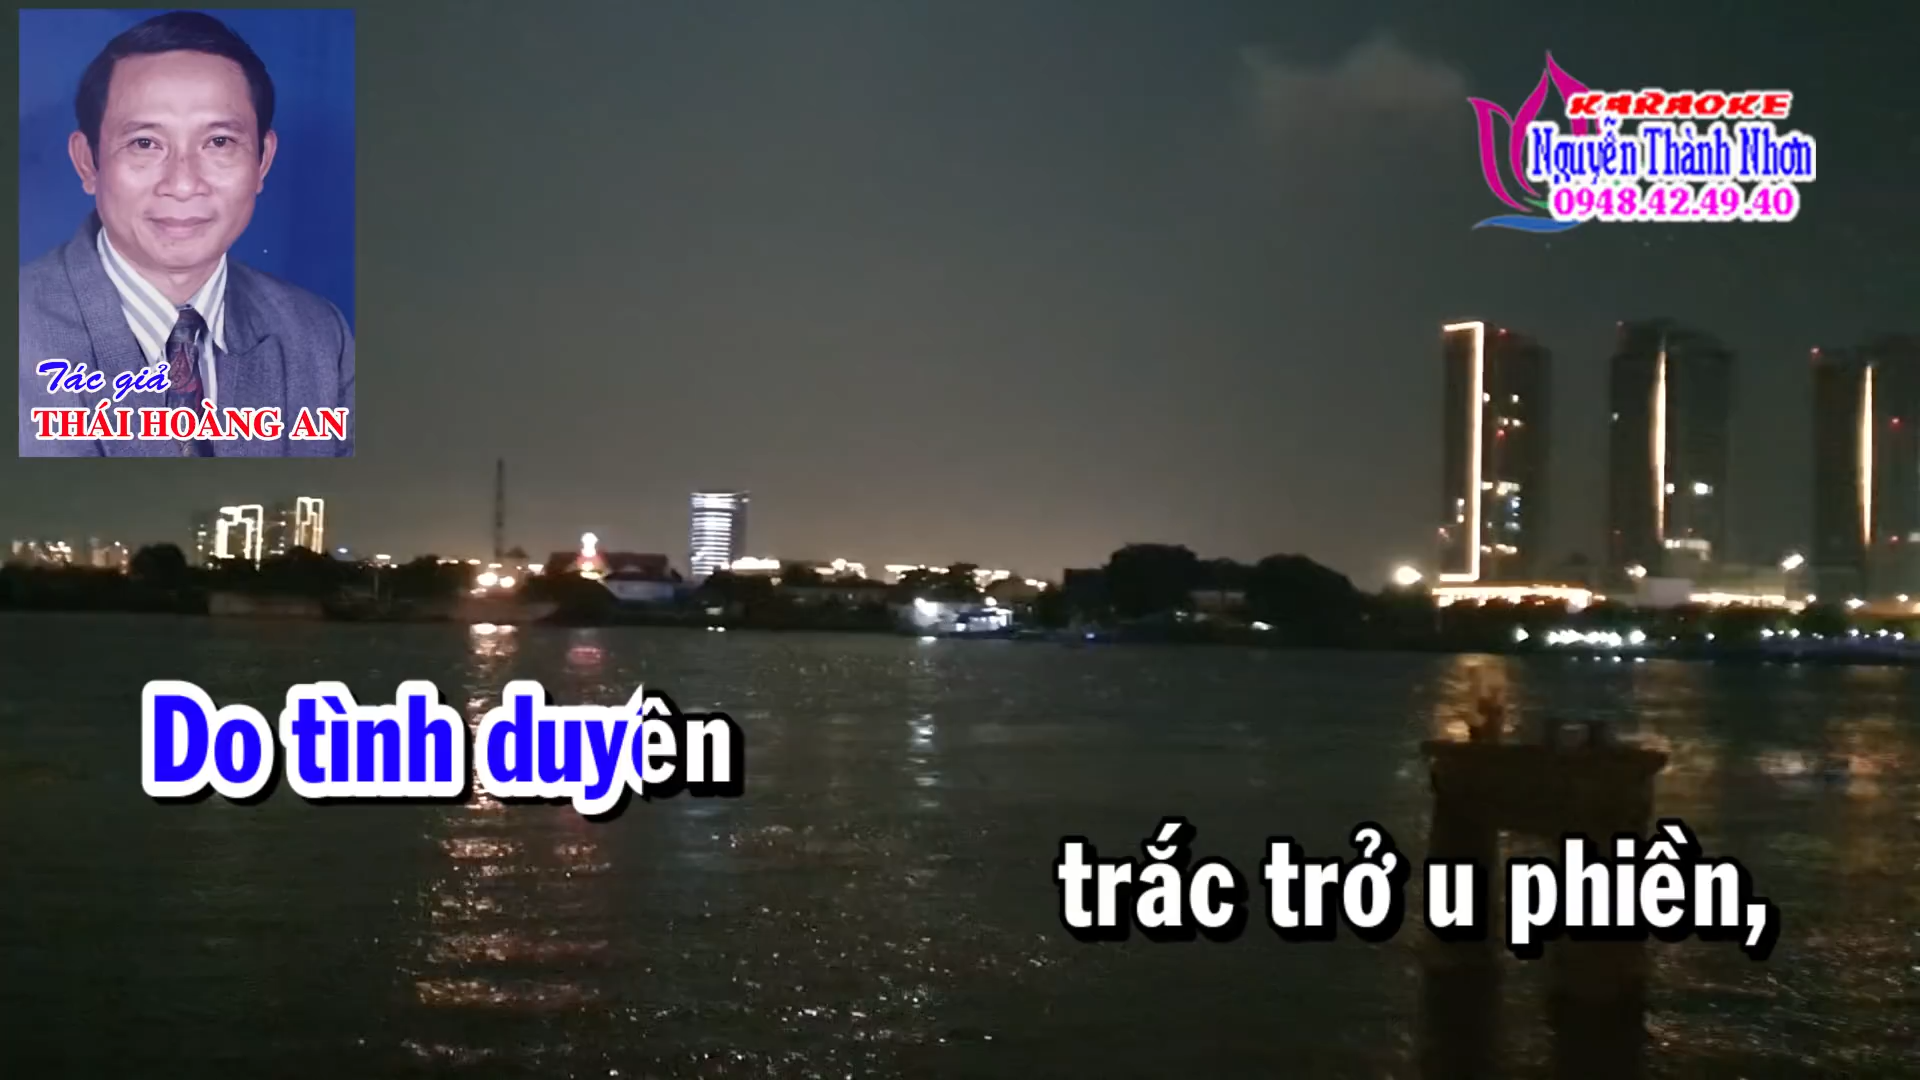 Tác giả
THÁI HOÀNG AN
KARAOKE
Nguyễn Thành Nhơn
0948.42.49.40
Do tình duyên
trắc trở u phiền,